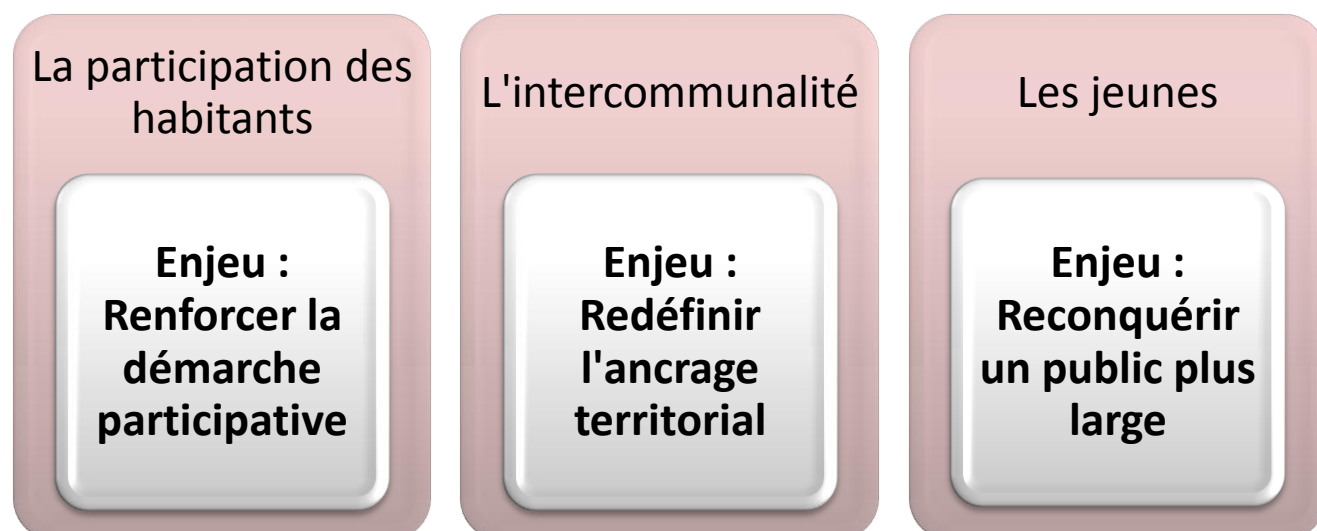 La participation des
habitants
Enjeu :
Renforcer la
démarche
participative
L'intercommunalité
Enjeu :
Redéfinir
l'ancrage
territorial
Les jeunes
Enjeu :
Reconquérir
un public plus
large